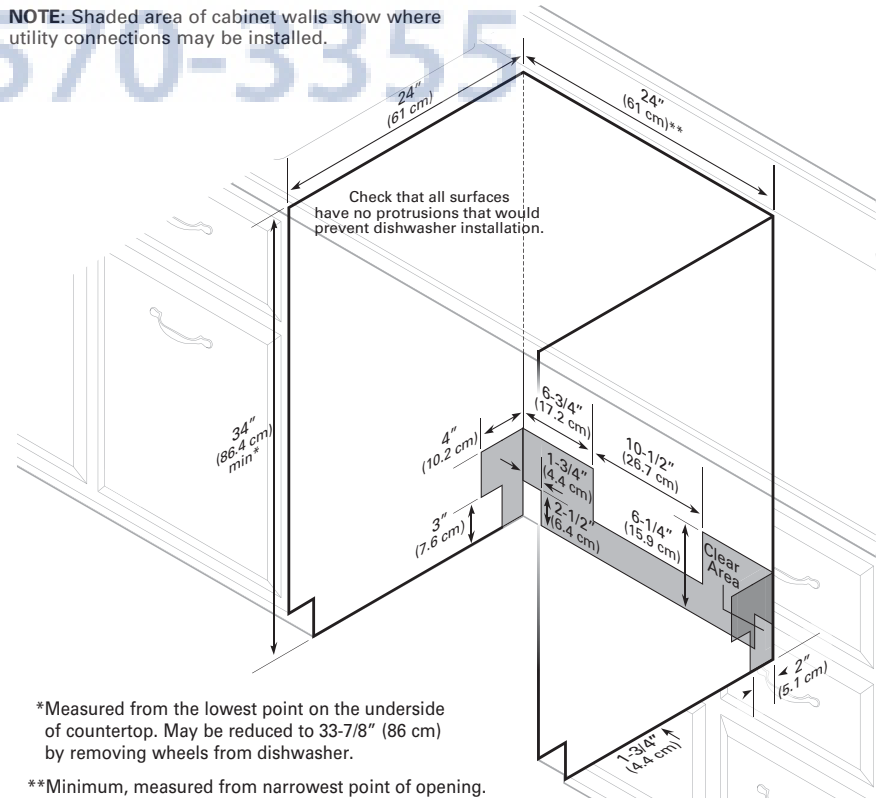 NOTE: Shaded area of cabinet walls show where
utility connections may be installed.
570-3355
24"
(61 cm)
24"
(61 cm)**
Check that all surfaces
have no protrusions that would
prevent dishwasher installation.
34"
(86.4 cm)
min*
4"
(10.2 cm)
6-3/4"
(17.2 cm)
10-1/2"
(26.7 cm)
1-3/4"
(4.4 cm)
3"
(7.6 cm)
2-1/2"
(6.4 cm)
6-1/4"
(15.9 cm)
Clear
Area
2"
(5.1 cm)
1-3/4"
(4.4 cm)
*Measured from the lowest point on the underside
of countertop. May be reduced to 33-7/8” (86 cm)
by removing wheels from dishwasher.
**Minimum, measured from narrowest point of opening.